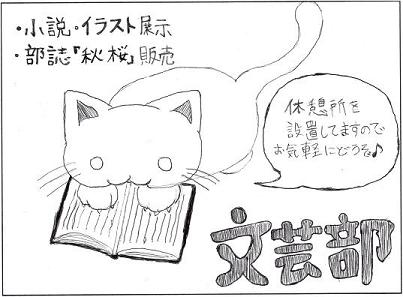 ・小説・イラスト展示
・部誌『秋桜』販売
休憩所を
設置してますので
お気軽にどうぞ♪
文芸部